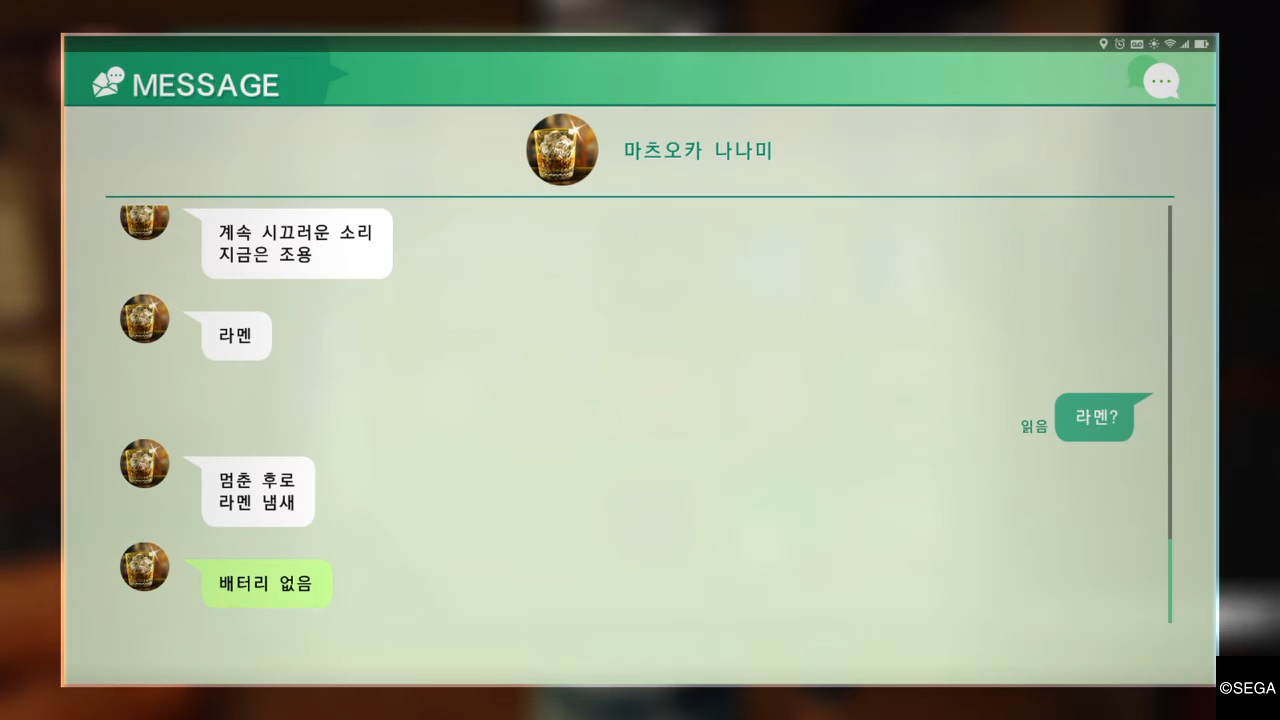 MESSAGE
마츠오카 나나미
계속 시끄러운 소리
지금은 조용
라멘
라멘?
읽음
멈춘 후로
라멘 냄새
배터리 없음
©SEGA